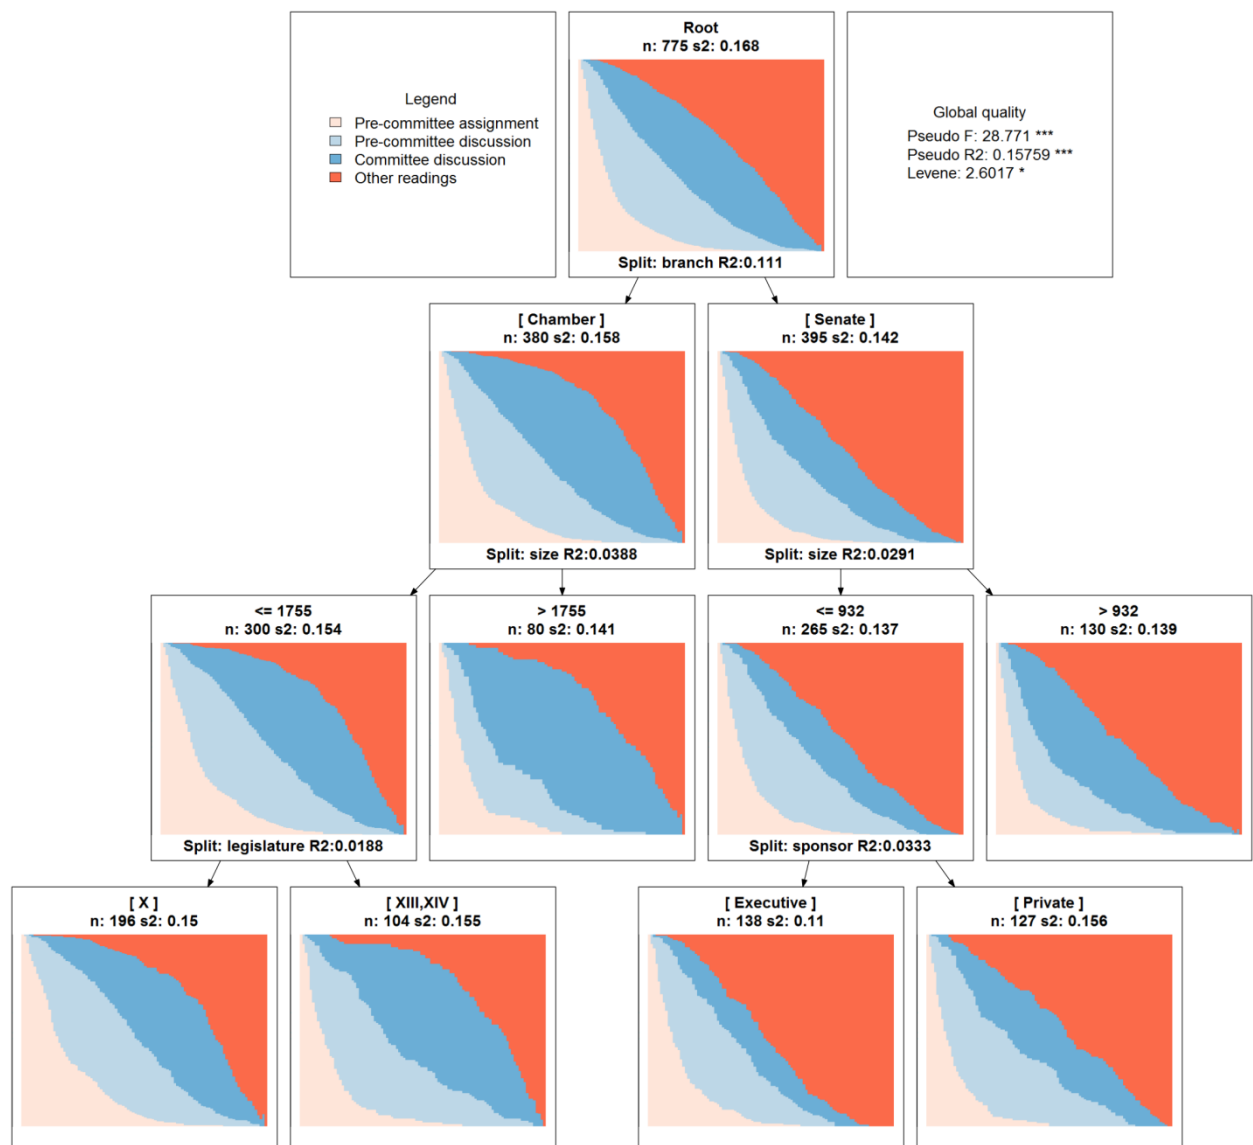 Legend
Pre-committee assignment
Pre-committee discussion
Committee discussion
Other readings
Root
n: 775 s2: 0.168
Split: branch R2:0.111
Global quality
Pseudo F: 28.771 ***
Pseudo R2: 0.15759 ***
Levene: 2.6017 *
[ Chamber ]
n: 380 s2: 0.158
Split: size R2:0.0388
[ Senate ]
n: 395 s2: 0.142
Split: size R2:0.0291
<= 1755
n: 300 s2: 0.154
Split: legislature R2:0.0188
> 1755
n: 80 s2: 0.141
<= 932
n: 265 s2: 0.137
Split: sponsor R2:0.0333
> 932
n: 130 s2: 0.139
[ X ]
n: 196 s2: 0.15
[ XIII,XIV ]
n: 104 s2: 0.155
[ Executive ]
n: 138 s2: 0.11
[ Private ]
n: 127 s2: 0.156